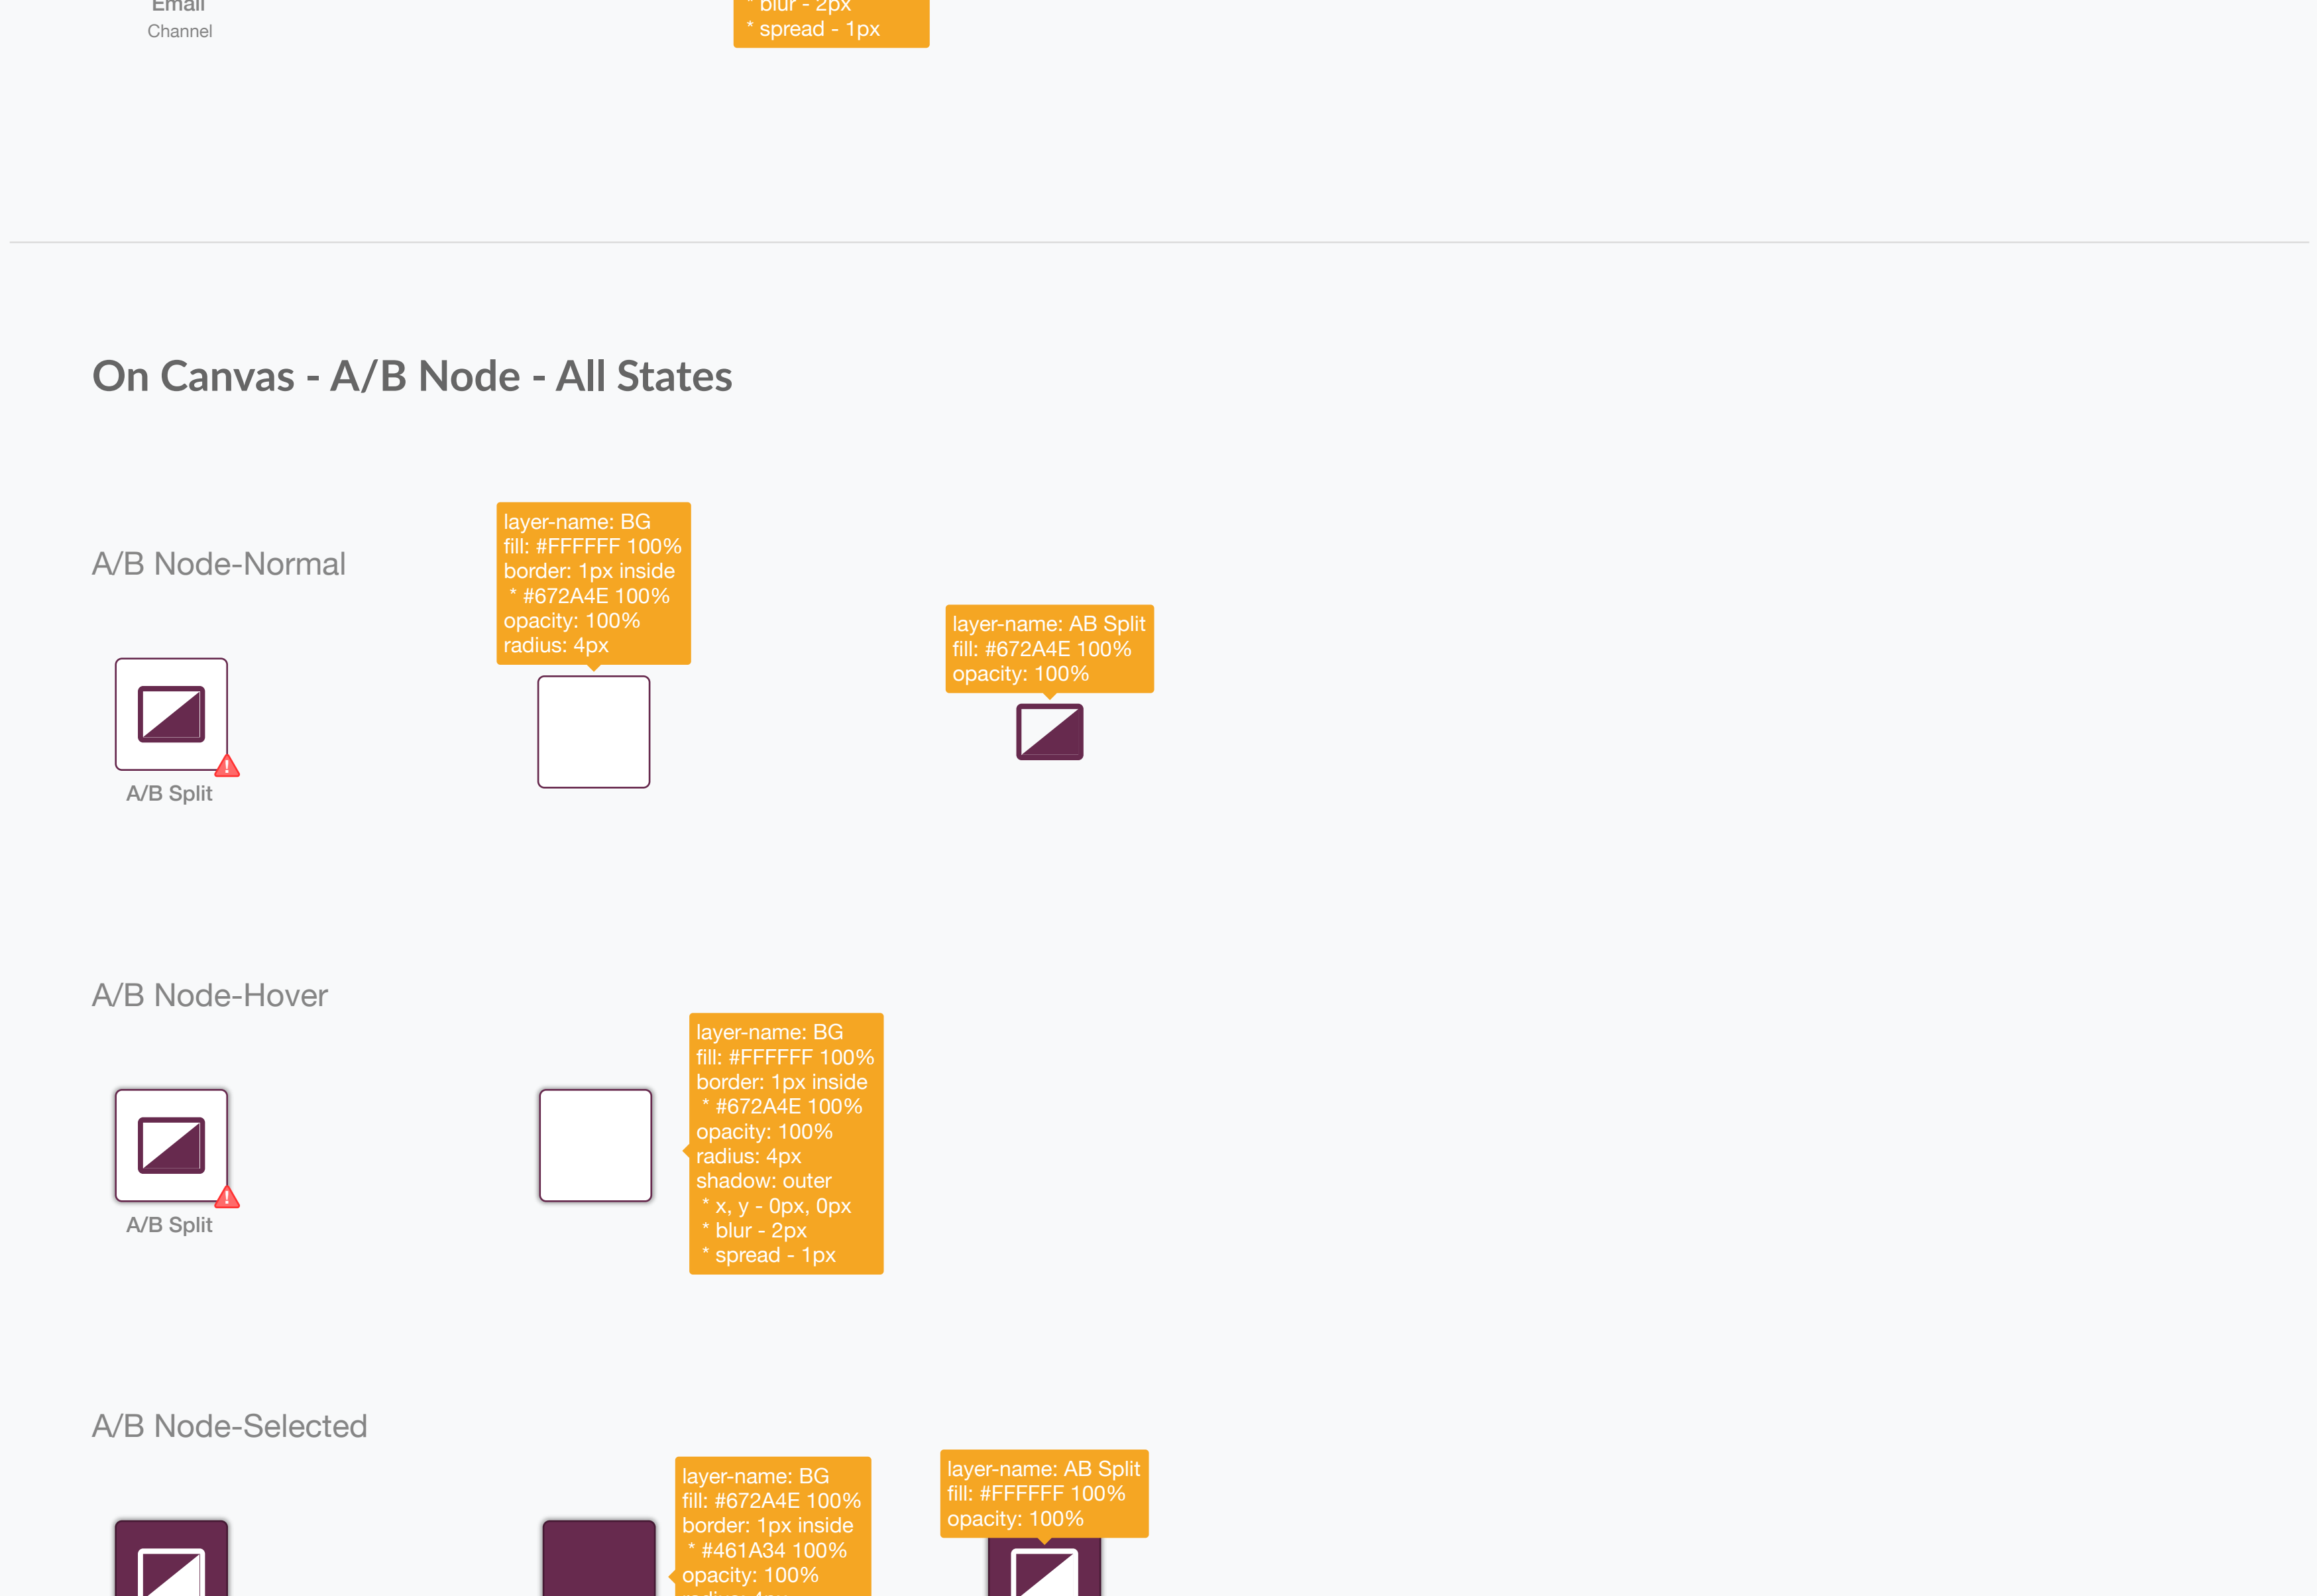 Email
Channel
* blur - 2px
* spread - 1px
On Canvas - A/B Node - All States
A/B Node-Normal
layer-name: BG
fill: #FFFFFF 100%
border: 1px inside
* #672A4E 100%
opacity: 100%
radius: 4px
layer-name: AB Split
fill: #672A4E 100%
opacity: 100%
!
A/B Split
A/B Node-Hover
layer-name: BG
fill: #FFFFFF 100%
border: 1px inside
* #672A4E 100%
opacity: 100%
radius: 4px
shadow: outer
* x, y - 0px, 0px
* blur - 2px
* spread - 1px
!
A/B Split
A/B Node-Selected
layer-name: BG
fill: #672A4E 100%
border: 1px inside
* #461A34 100%
opacity: 100%
layer-name: AB Split
fill: #FFFFFF 100%
opacity: 100%